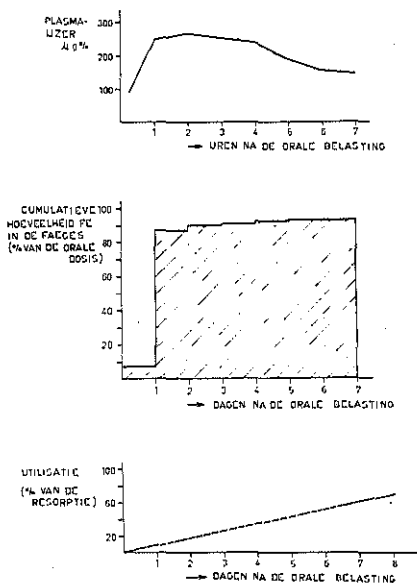 PLASMA-
IJZER
µg%
300
200
100
1 2 3 4 5 6 7
→ UREN NA DE ORALE BELASTING
CUMULATIEVE
HOEVEELHEID FE
IN DE FAECES
(% VAN DE ORALE
DOSIS)
100
80
60
40
20
1 2 3 4 5 6 7
→ DAGEN NA DE ORALE BELASTING
UTILISATIE
(% VAN DE
RESORPTIE)
100
60
20
1 2 3 4 5 6 7 8
→ DAGEN NA DE ORALE BELASTING